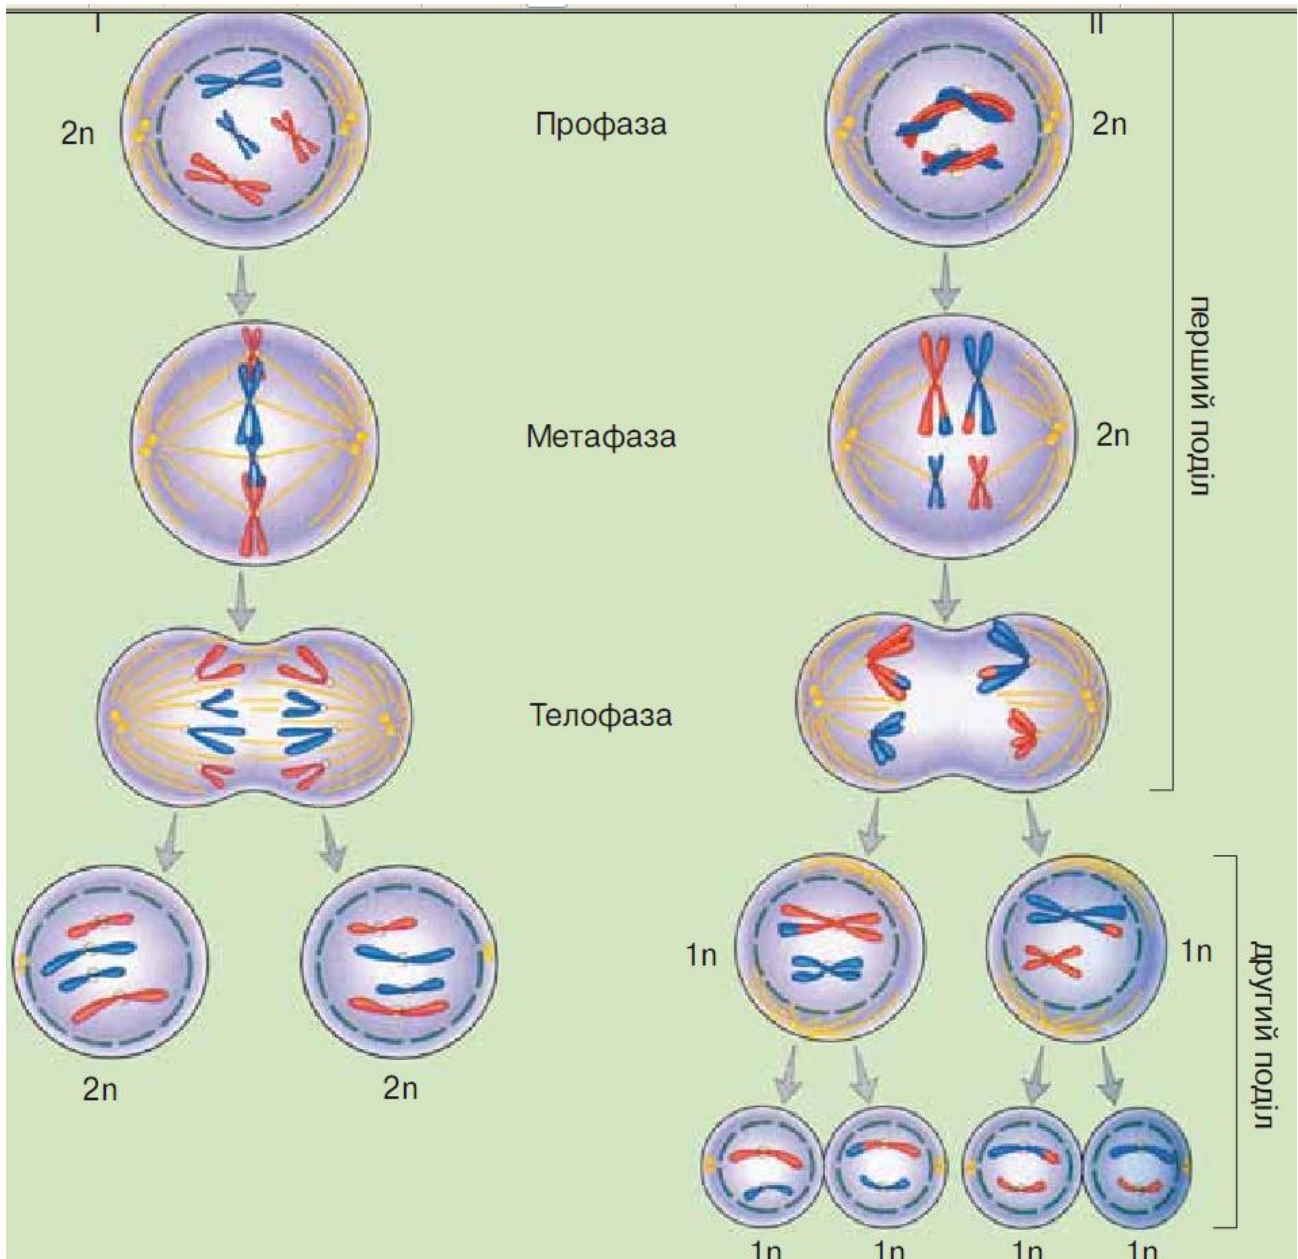 I
II
2n
Профаза
2n
Метафаза
2n
перший поділ
Телофаза
1n
1n
другий поділ
2n
2n
1n
1n
1n
1n